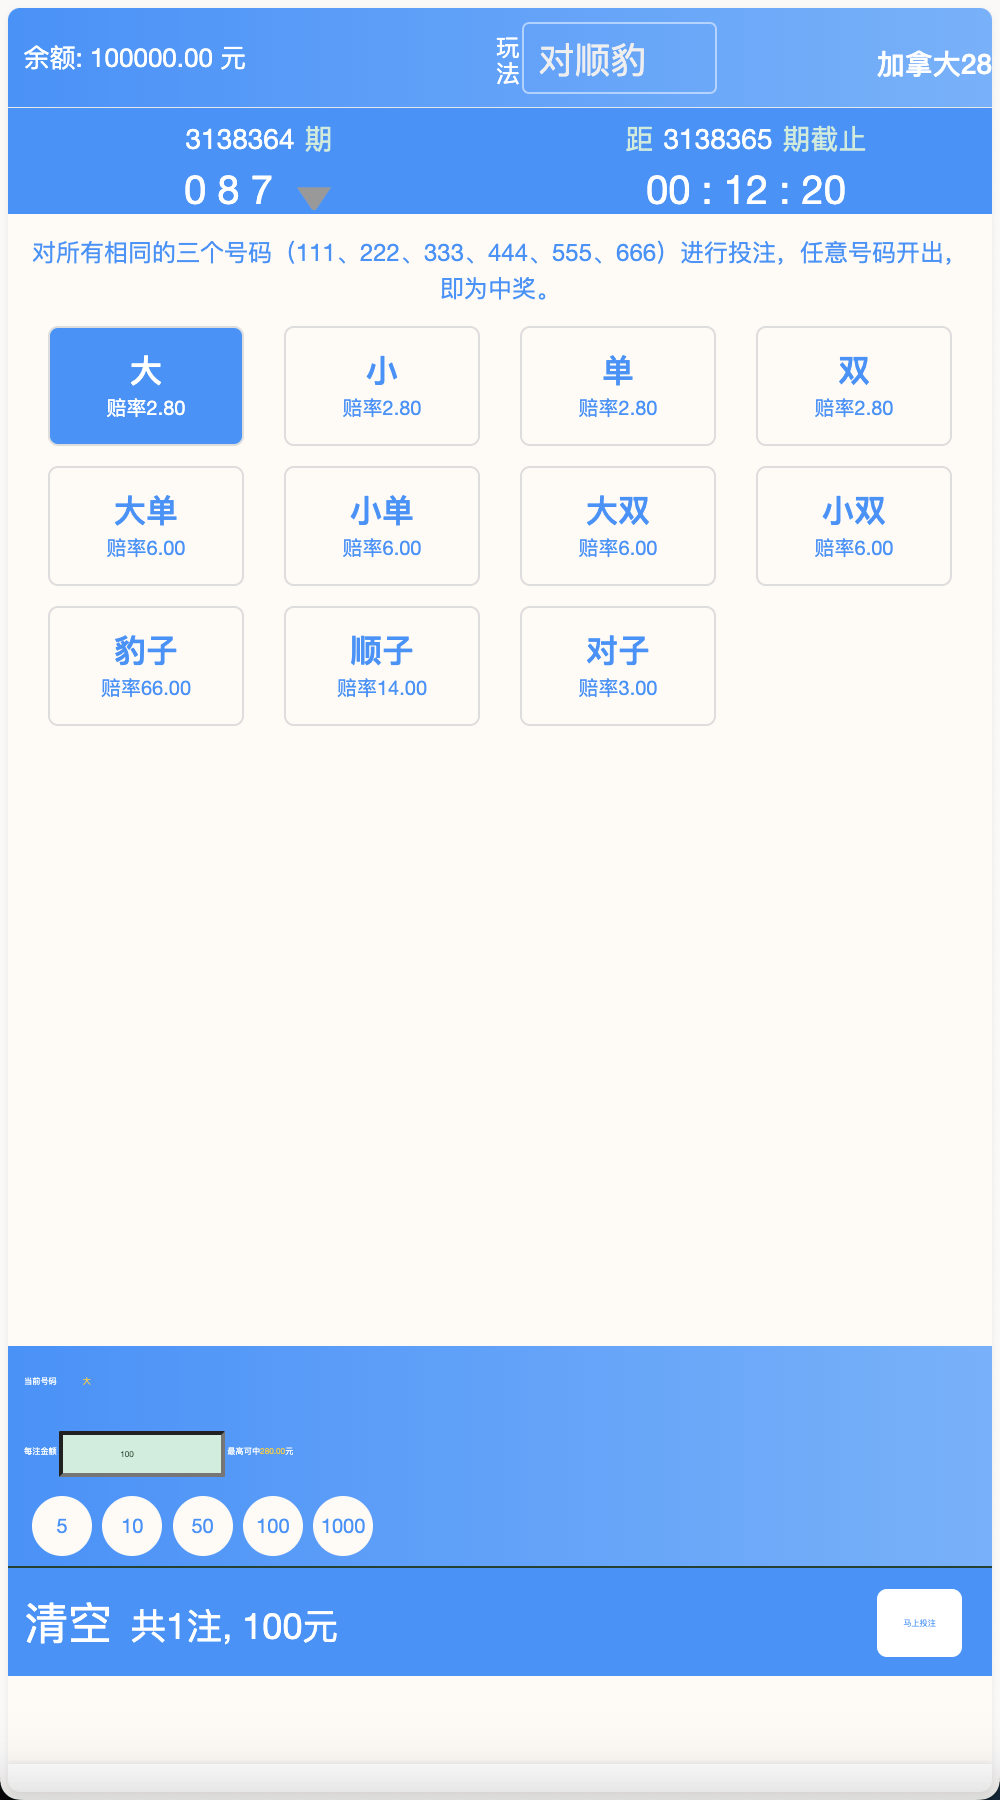 余额: 100000.00 元
玩法
对顺豹
加拿大28
3138364 期
距 3138365 期截止
0 8 7
00 : 12 : 20
对所有相同的三个号码（111、222、333、444、555、666）进行投注，任意号码开出，
即为中奖。
大
赔率2.80
小
赔率2.80
单
赔率2.80
双
赔率2.80
大单
赔率6.00
小单
赔率6.00
大双
赔率6.00
小双
赔率6.00
豹子
赔率66.00
顺子
赔率14.00
对子
赔率3.00
当前号码 大
每注金额 100 最高可中280.00元
5 10 50 100 1000
清空 共1注, 100元
马上投注